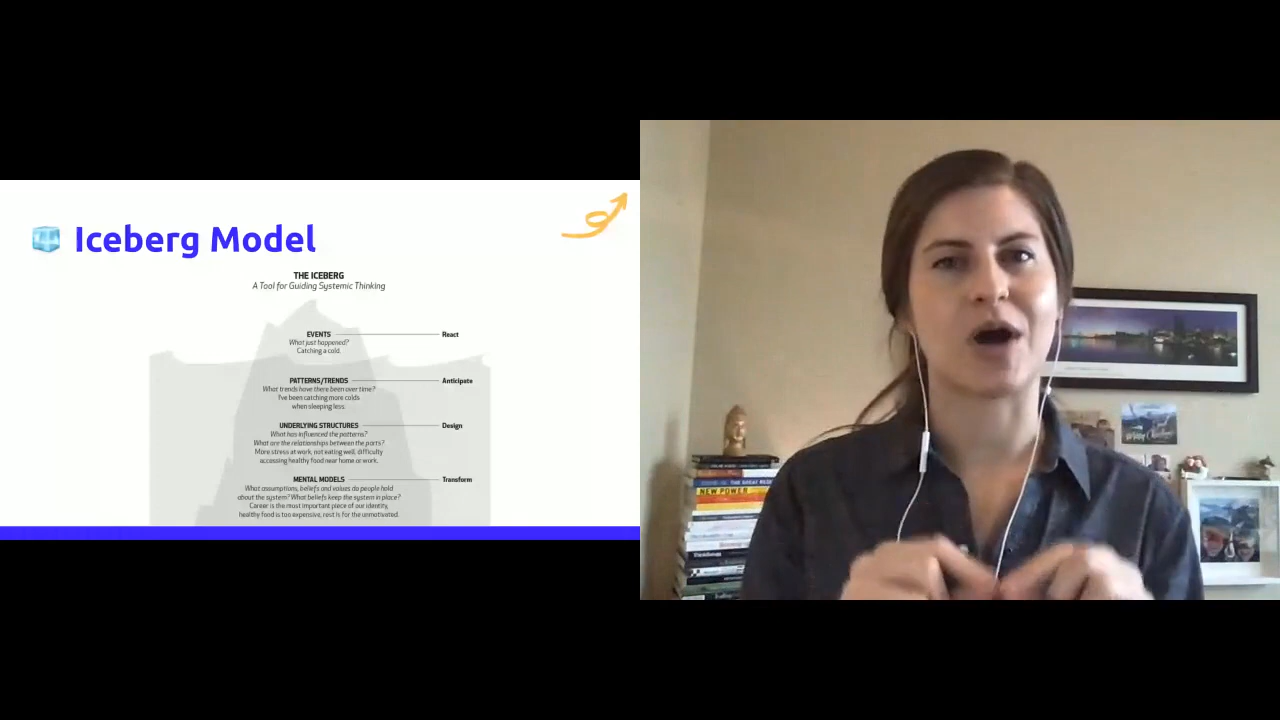 Iceberg Model
THE ICEBERG
A Tool for Guiding Systemic Thinking
EVENTS
React
What just happened?
Catching a cold.
PATTERNS/TRENDS
Anticipate
What trends have there been over time?
I've been catching more colds
when sleeping less.
UNDERLYING STRUCTURES
Design
What has influenced the patterns?
What are the relationships between the parts?
More stress at work, not eating well, difficulty
accessing healthy food near home or work.
MENTAL MODELS
Transform
What assumptions, beliefs and values do people hold
about the system? What beliefs keep the system in place?
Career is the most important piece of our identity,
healthy food is too expensive, rest is for the unmotivated.
THE GREAT
NEW POWER